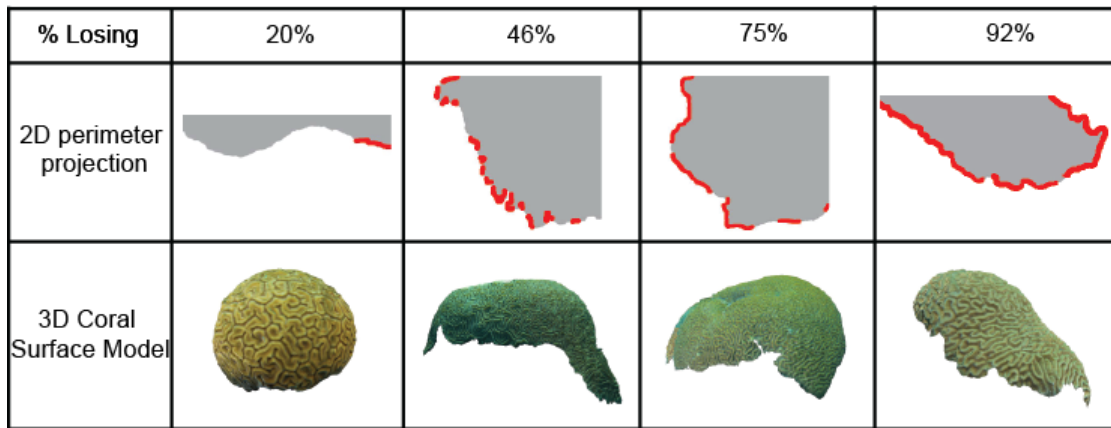 % Losing
20%
46%
75%
92%
2D perimeter
projection
3D Coral
Surface Model